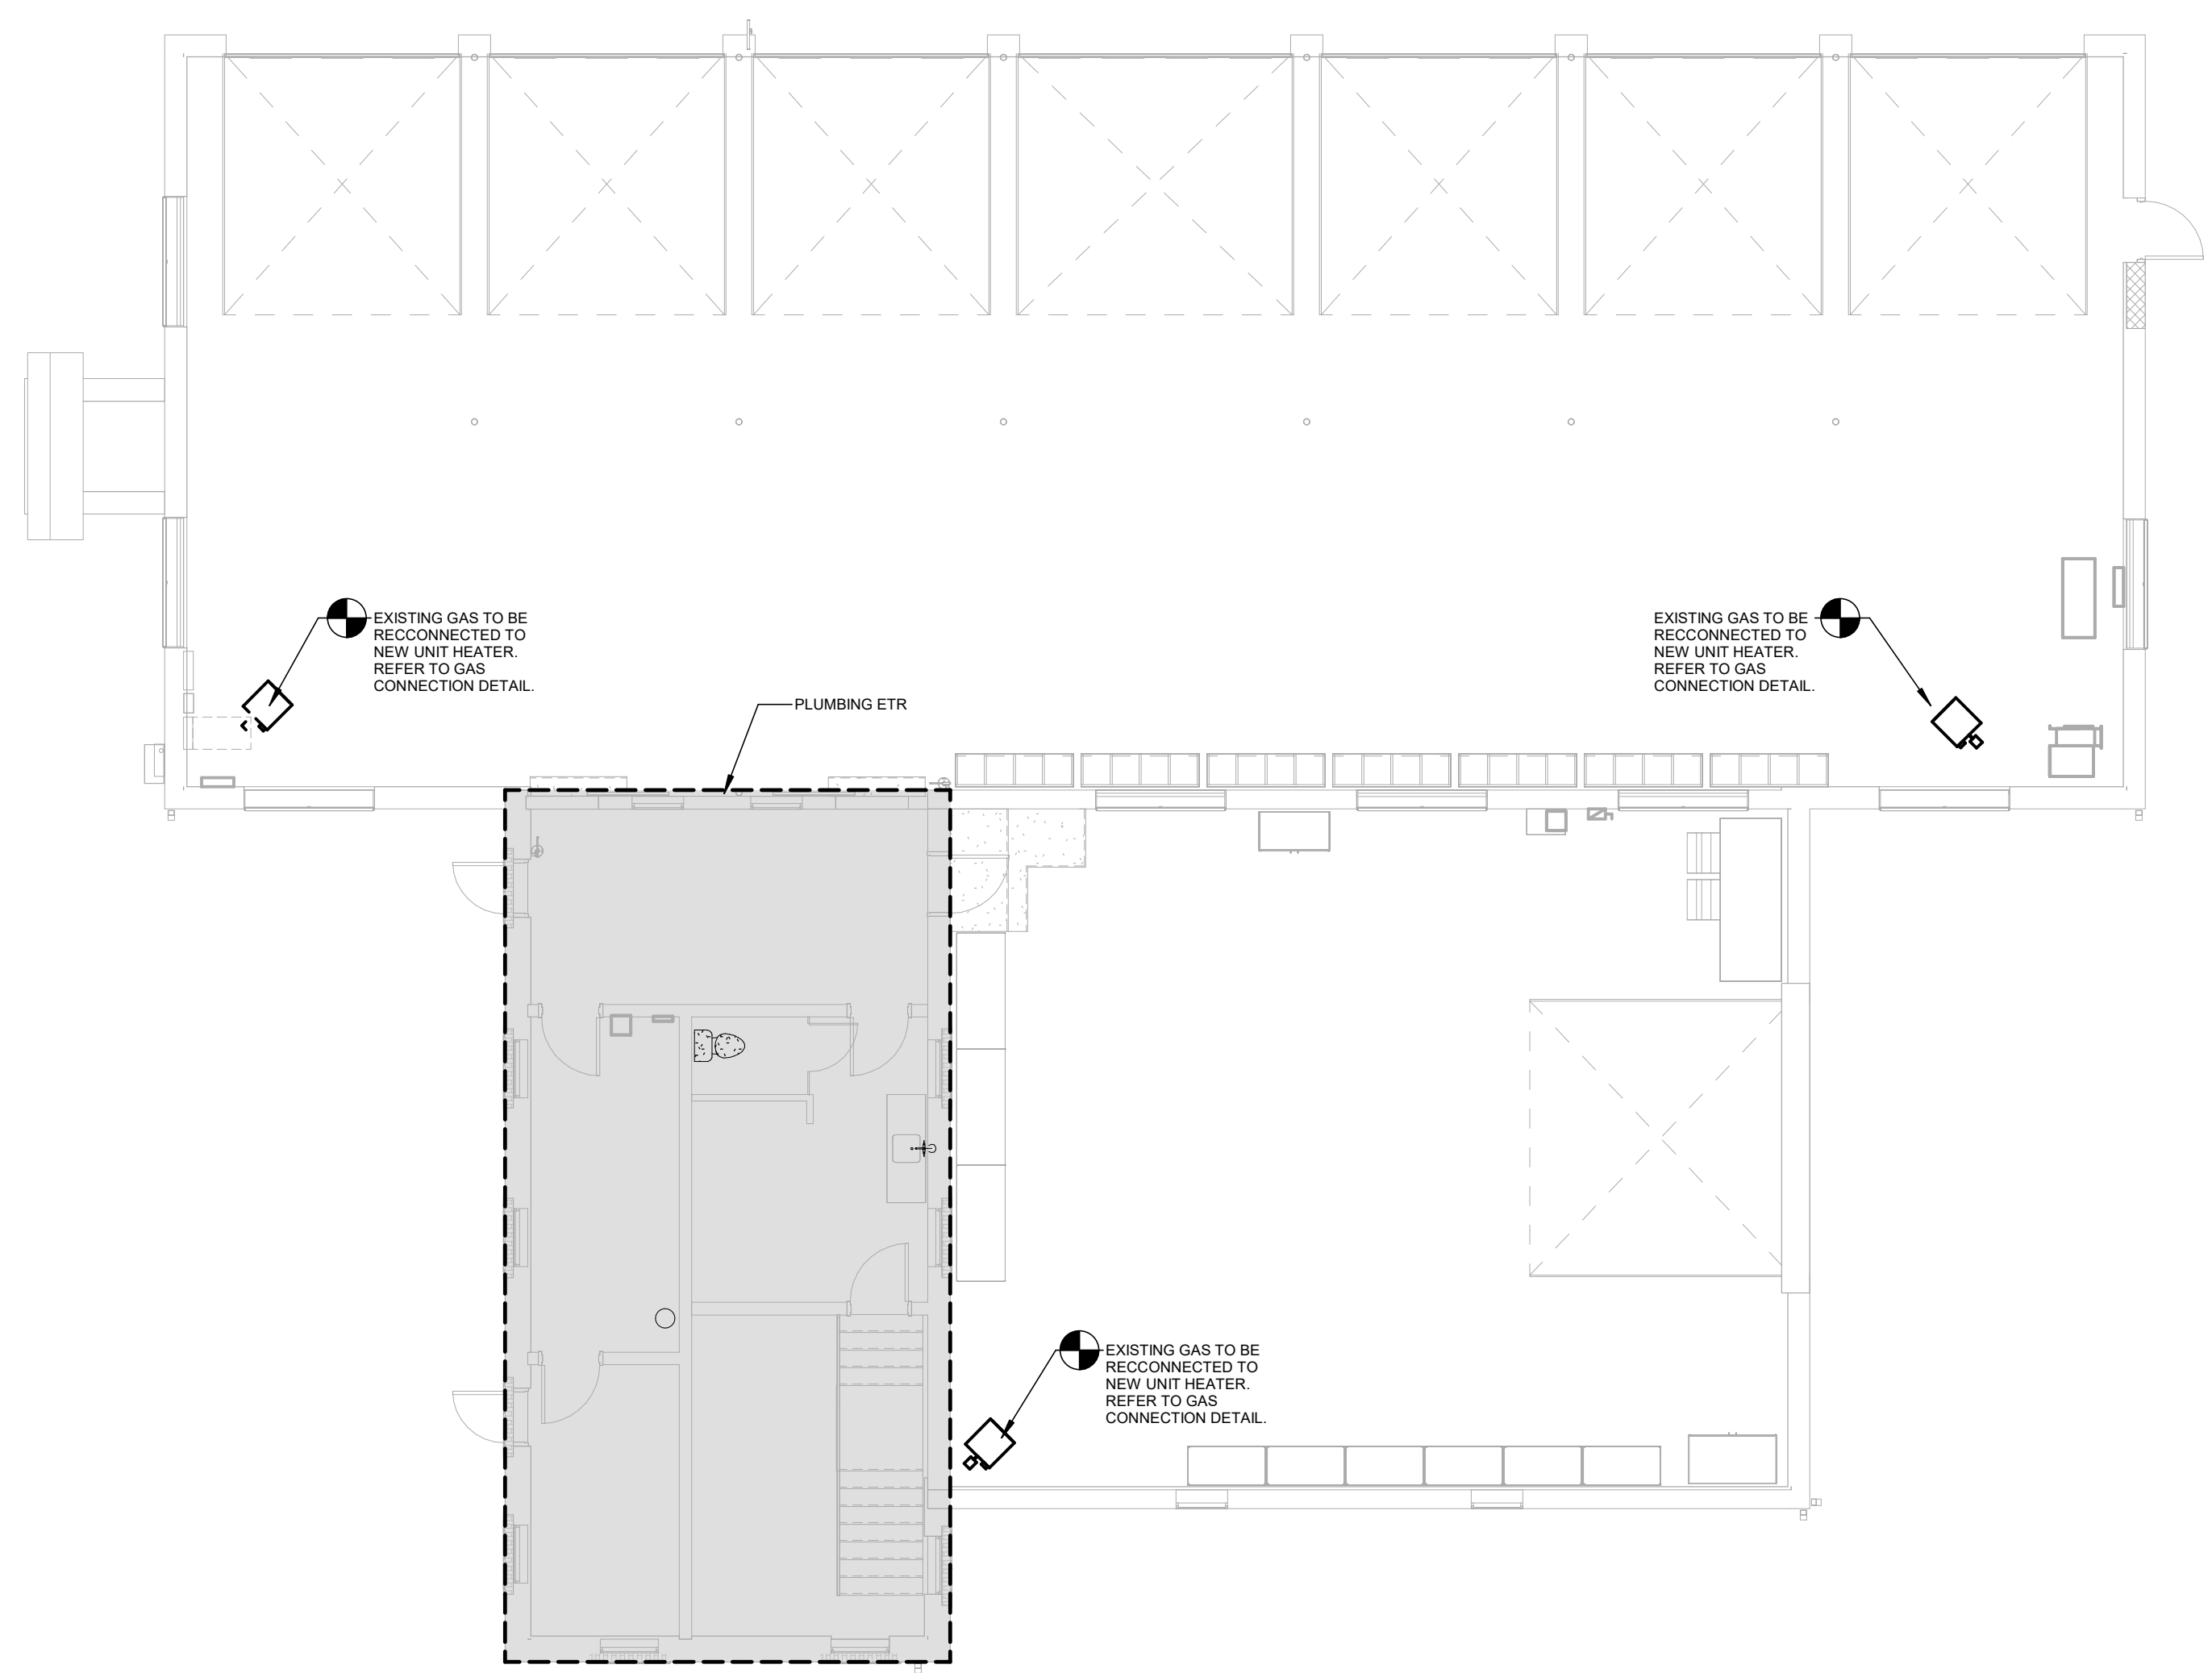 EXISTING GAS TO BE
RECCONNECTED TO
NEW UNIT HEATER.
REFER TO GAS
CONNECTION DETAIL.
EXISTING GAS TO BE
RECCONNECTED TO
NEW UNIT HEATER.
REFER TO GAS
CONNECTION DETAIL.
PLUMBING ETR
EXISTING GAS TO BE
RECCONNECTED TO
NEW UNIT HEATER.
REFER TO GAS
CONNECTION DETAIL.